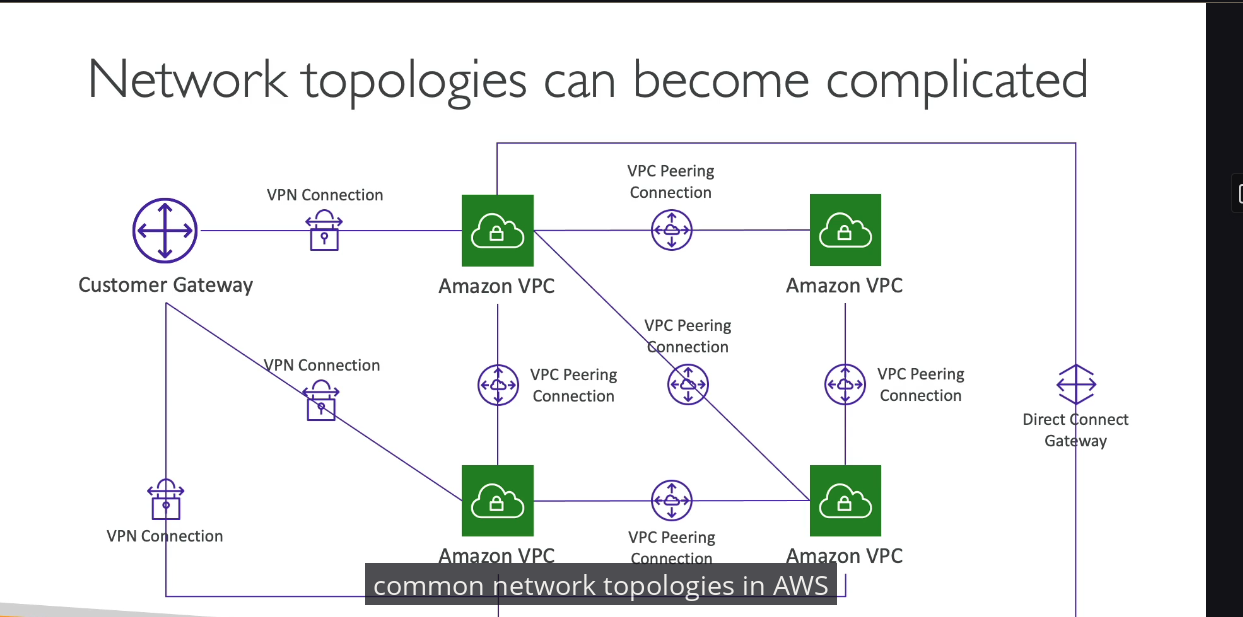 Network topologies can become complicated
VPC Peering
Connection
VPN Connection
Customer Gateway
Amazon VPC
Amazon VPC
VPC Peering
Connection
VPN Connection
VPC Peering
Connection
VPC Peering
Connection
Direct Connect
Gateway
VPN Connection
VPC Peering
Connection
Amazon VPC
Amazon VPC
common network topologies in AWS